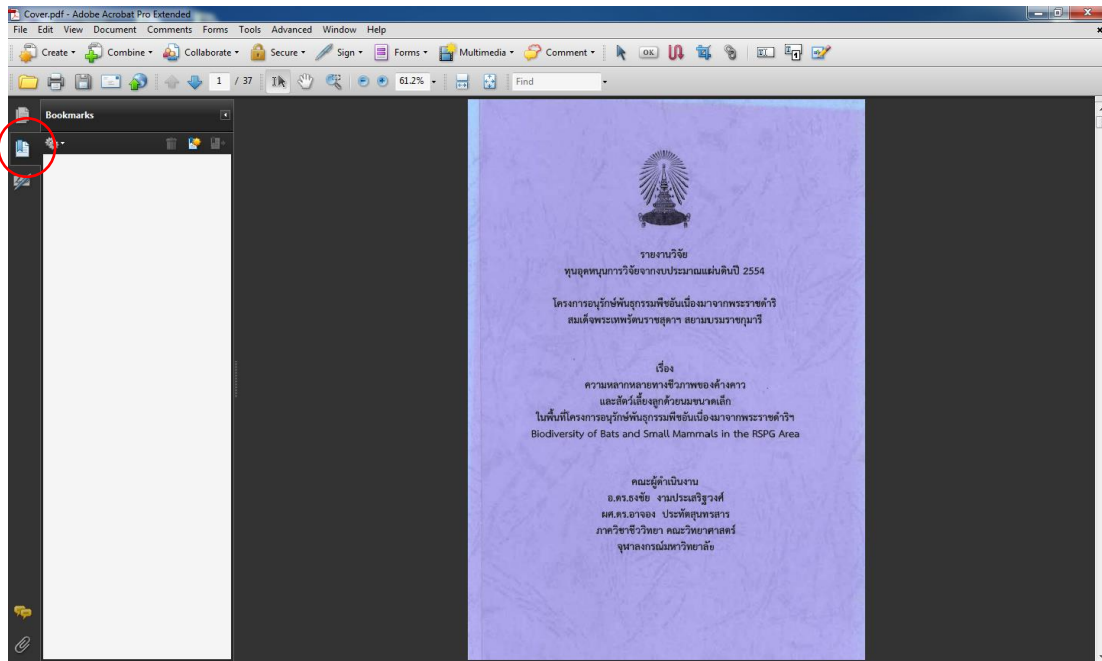 Cover.pdf - Adobe Acrobat Pro Extended
File Edit View Document Comments Forms Tools Advanced Window Help
Create Combine Collaborate Secure Sign Forms Multimedia Comment OK
1 / 37 61.2% Find
Bookmarks
รายงานวิจัย
ทุนอุดหนุนการวิจัยจากงบประมาณแผ่นดินปี 2554
โครงการอนุรักษ์พันธุกรรมพืชอันเนื่องมาจากพระราชดำริ
สมเด็จพระเทพรัตนราชสุดาฯ สยามบรมราชกุมารี
เรื่อง
ความหลากหลายทางชีวภาพของค้างคาว
และสัตว์เลี้ยงลูกด้วยนมขนาดเล็ก
ในพื้นที่โครงการอนุรักษ์พันธุกรรมพืชอันเนื่องมาจากพระราชดำริฯ
Biodiversity of Bats and Small Mammals in the RSPG Area
คณะผู้ดำเนินงาน
อ.ดร.ธงชัย งามประเสริฐวงศ์
ผศ.ดร.อาจอง ประทัตสุนทรสาร
ภาควิชาชีววิทยา คณะวิทยาศาสตร์
จุฬาลงกรณ์มหาวิทยาลัย